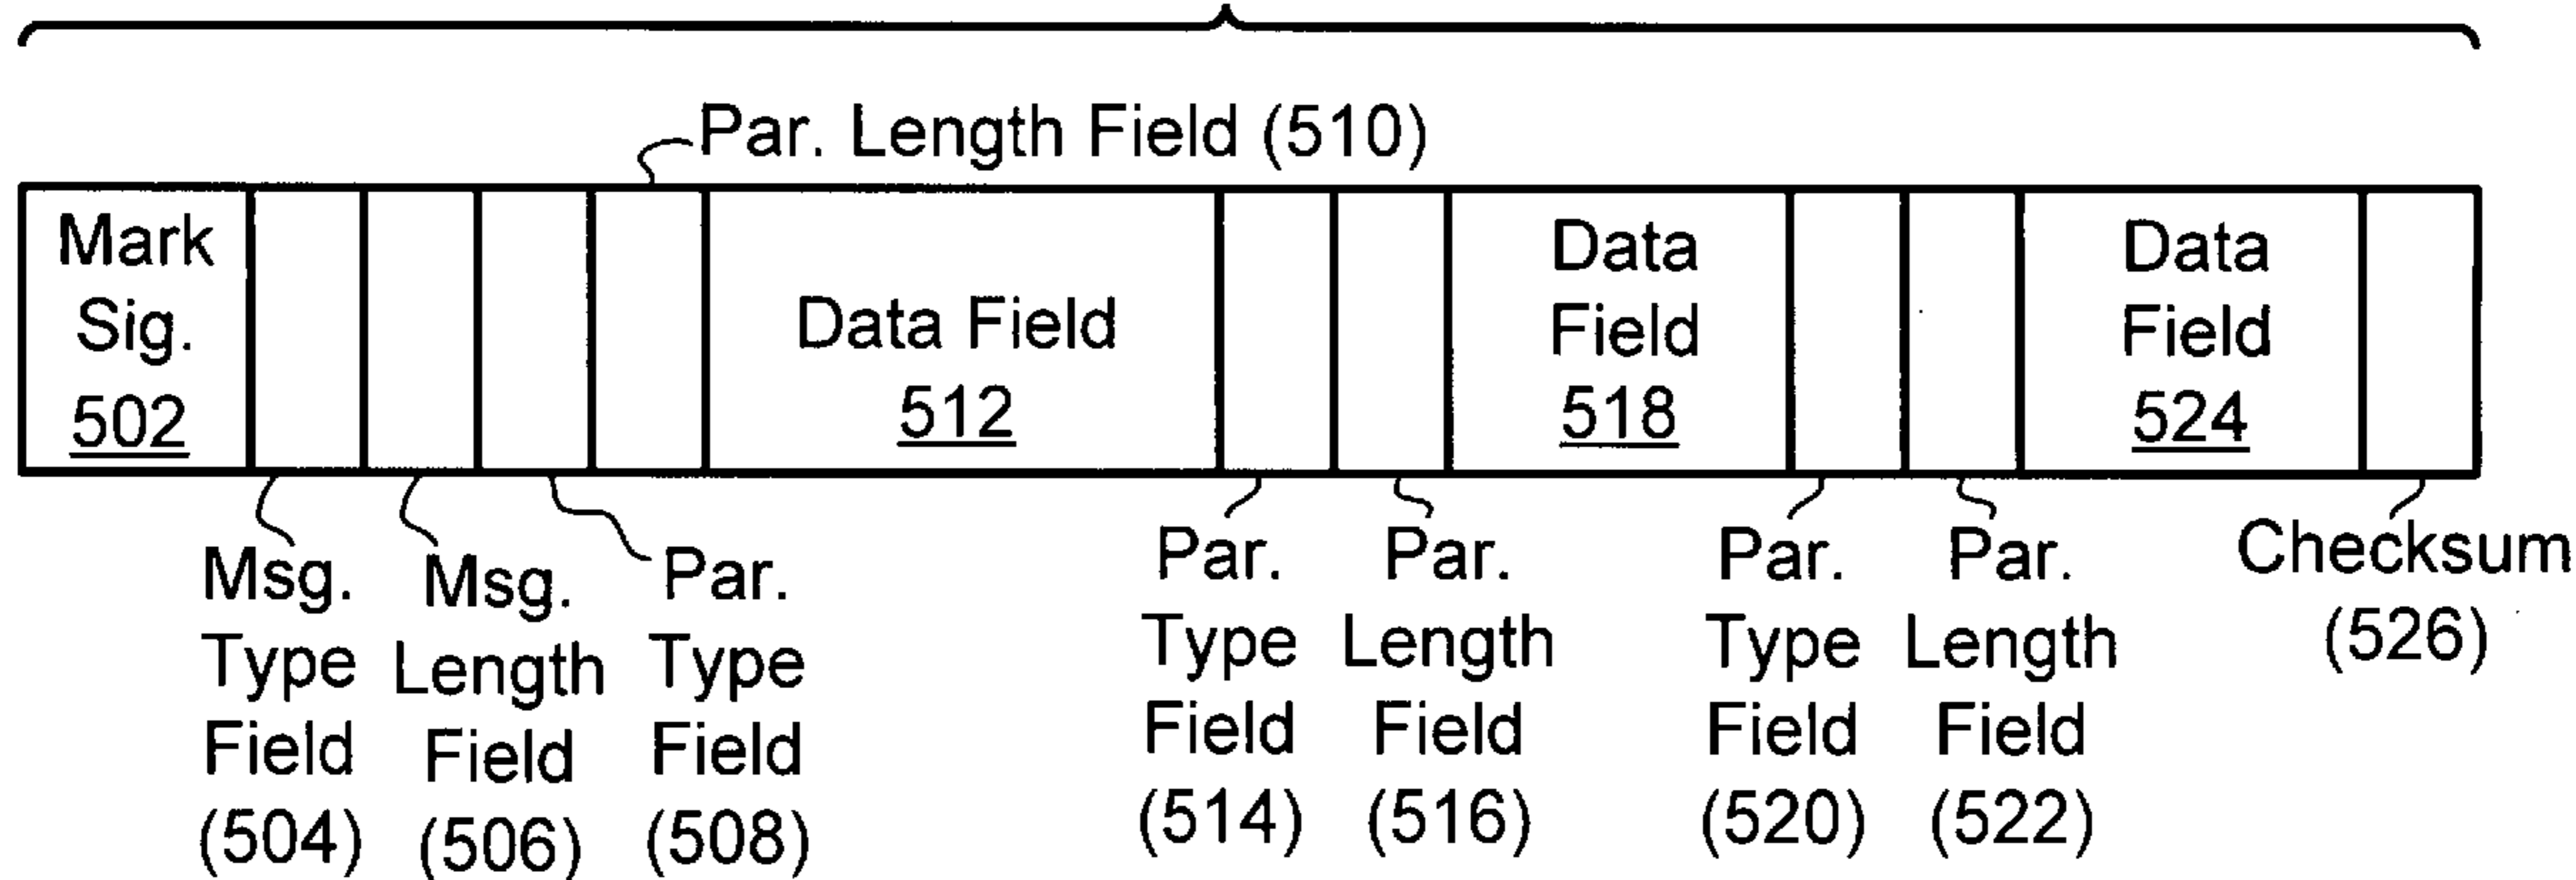 Par. Length Field (510)
Mark
Sig.
502
Data Field
512
Data
Field
518
Data
Field
524
Msg.
Type
Field
(504)
Msg.
Length
Field
(506)
Par.
Type
Field
(508)
Par.
Type
Field
(514)
Par.
Length
Field
(516)
Par.
Type
Field
(520)
Par.
Length
Field
(522)
Checksum
(526)